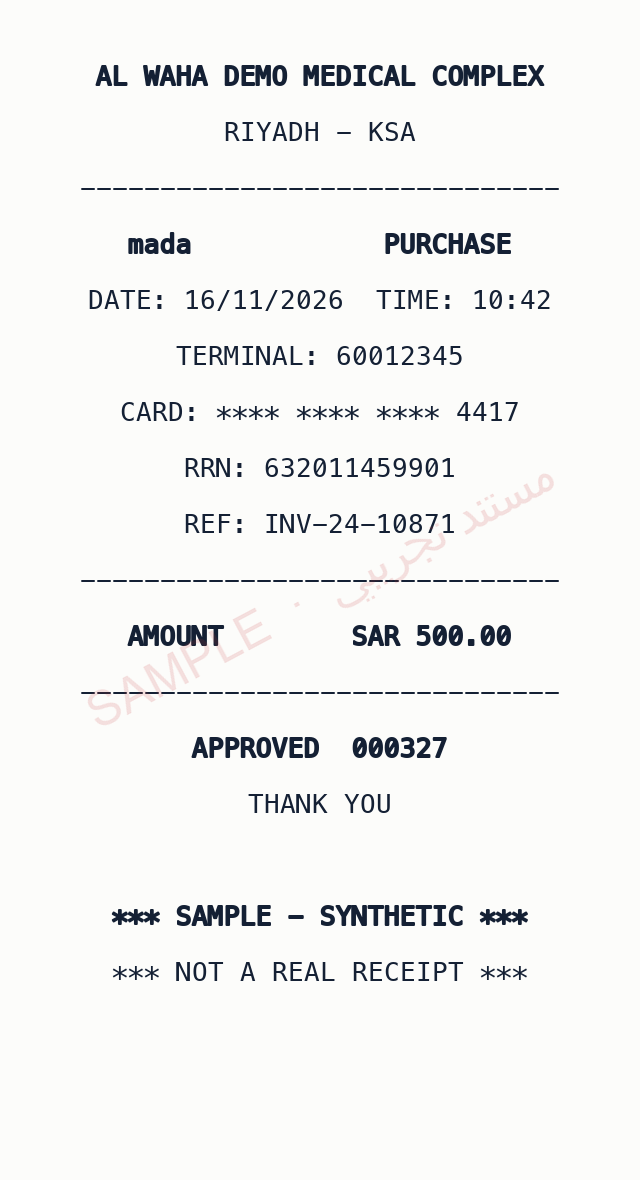 AL WAHA DEMO MEDICAL COMPLEX
RIYADH – KSA
––––––––––––––––––––––––––––––
mada PURCHASE
DATE: 16/11/2026 TIME: 10:42
TERMINAL: 60012345
CARD: **** **** **** 4417
RRN: 632011459901
REF: INV–24–10871
––––––––––––––––––––––––––––––
AMOUNT SAR 500.00
––––––––––––––––––––––––––––––
APPROVED 000327
THANK YOU
*** SAMPLE – SYNTHETIC ***
*** NOT A REAL RECEIPT ***
SAMPLE · مستند تجريبي